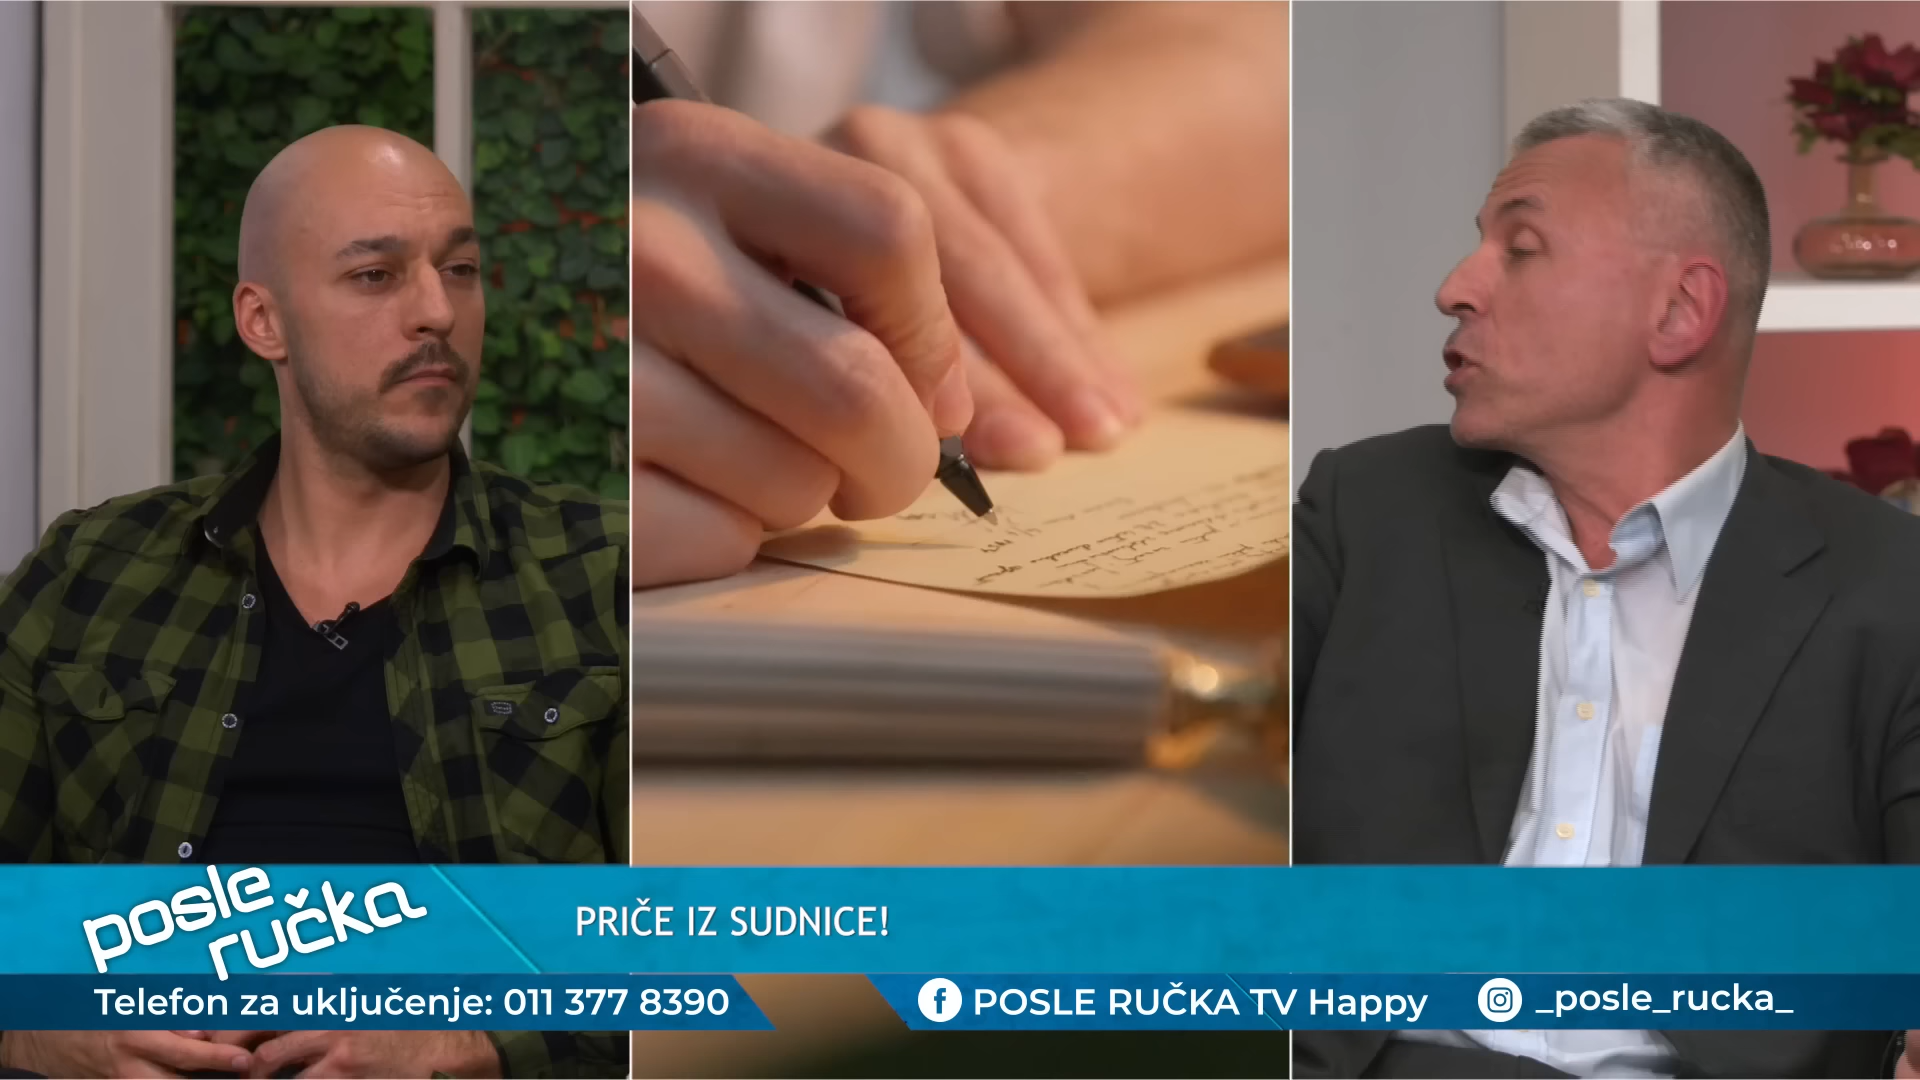 posle
ručka
PRIČE IZ SUDNICE!
Telefon za uključenje: 011 377 8390
POSLE RUČKA TV Happy
_posle_rucka_